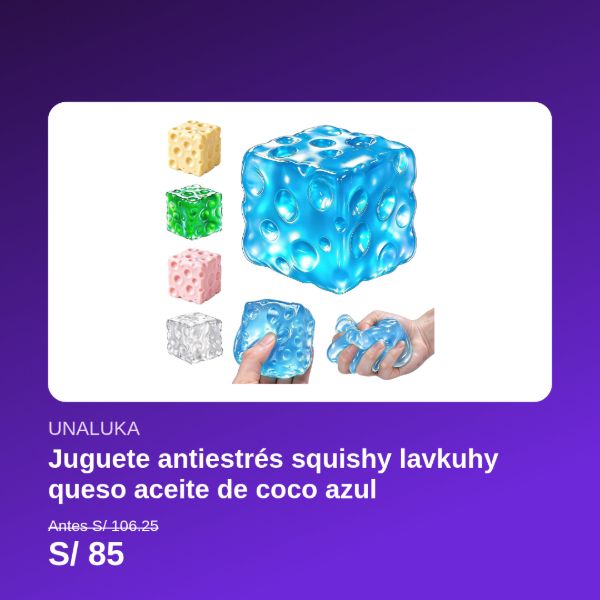 UNALUKA
Juguete antiestrés squishy lavkuhy
queso aceite de coco azul
Antes S/ 106.25
S/ 85